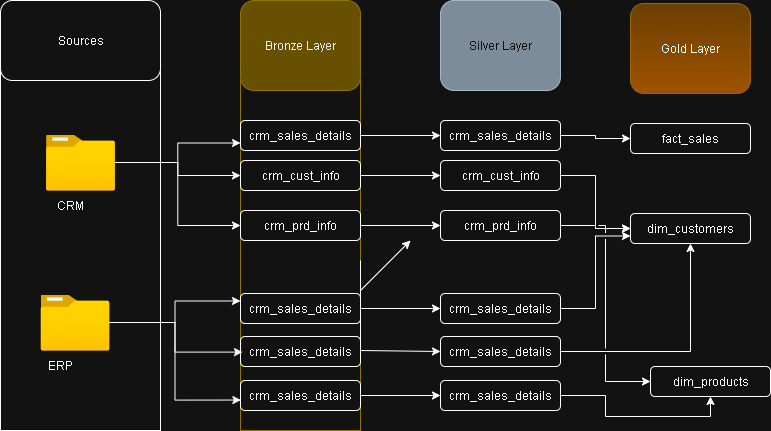 Sources
Bronze Layer
Silver Layer
Gold Layer
crm_sales_details
crm_sales_details
fact_sales
crm_cust_info
crm_cust_info
CRM
crm_prd_info
crm_prd_info
dim_customers
crm_sales_details
crm_sales_details
crm_sales_details
crm_sales_details
ERP
dim_products
crm_sales_details
crm_sales_details